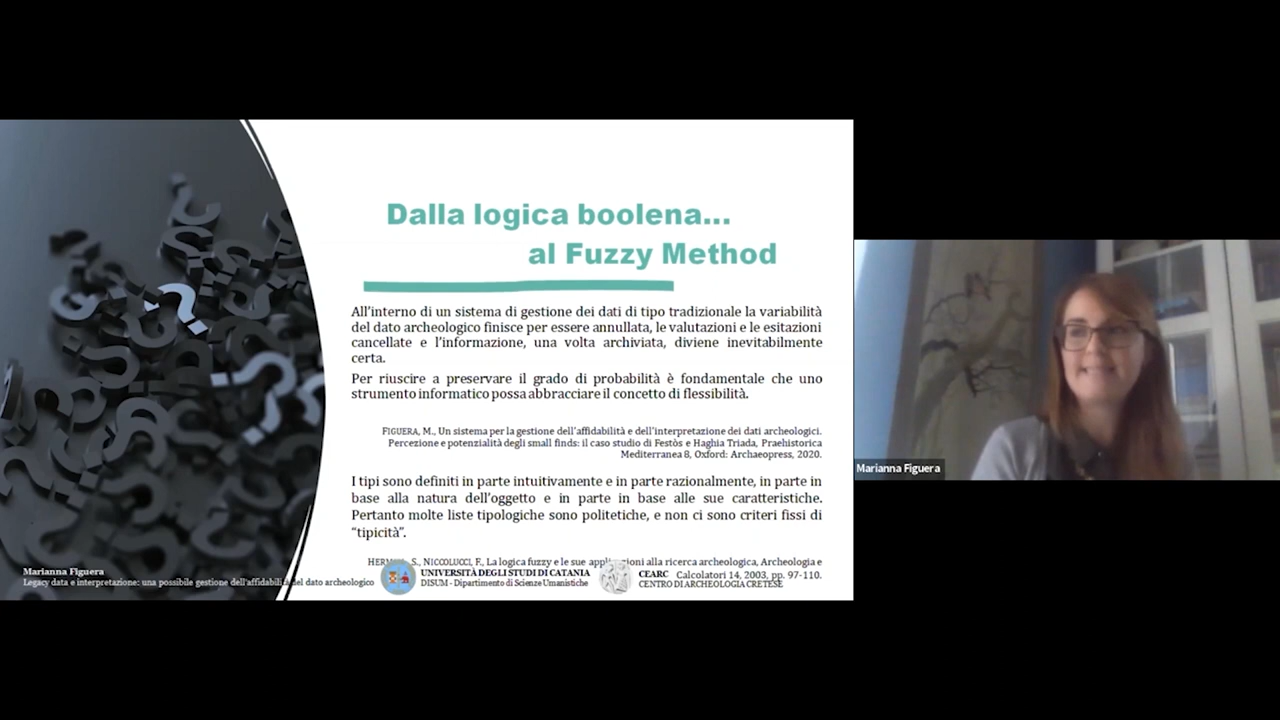 Dalla logica boolena...
al Fuzzy Method
All'interno di un sistema di gestione dei dati di tipo tradizionale la variabilità
del dato archeologico finisce per essere annullata, le valutazioni e le esitazioni
cancellate e l'informazione, una volta archiviata, diviene inevitabilmente
certa.
Per riuscire a preservare il grado di probabilità è fondamentale che uno
strumento informatico possa abbracciare il concetto di flessibilità.
FIGUERA, M., Un sistema per la gestione dell'affidabilità e dell'interpretazione dei dati archeologici.
Percezione e potenzialità degli small finds: il caso studio di Festòs e Haghia Triada, Praehistorica
Mediterranea 8, Oxford: Archaeopress, 2020.
I tipi sono definiti in parte intuitivamente e in parte razionalmente, in parte in
base alla natura dell'oggetto e in parte in base alle sue caratteristiche.
Pertanto molte liste tipologiche sono politetiche, e non ci sono criteri fissi di
“tipicità”.
S., NICCOLUCCI, F., La logica fuzzy e le sue alla ricerca archeologica, Archeologia e
Calcolatori 14, 2003, pp. 97-110.
Marianna Figuera
Legacy data e interpretazione: una possibile gestione dell'affidabilità del dato archeologico
UNIVERSITÀ DEGLI STUDI DI CATANIA
DISUM - Dipartimento di Scienze Umanistiche
CEARC
CENTRO DI ARCHEOLOGIA CRETESE
Marianna Figuera